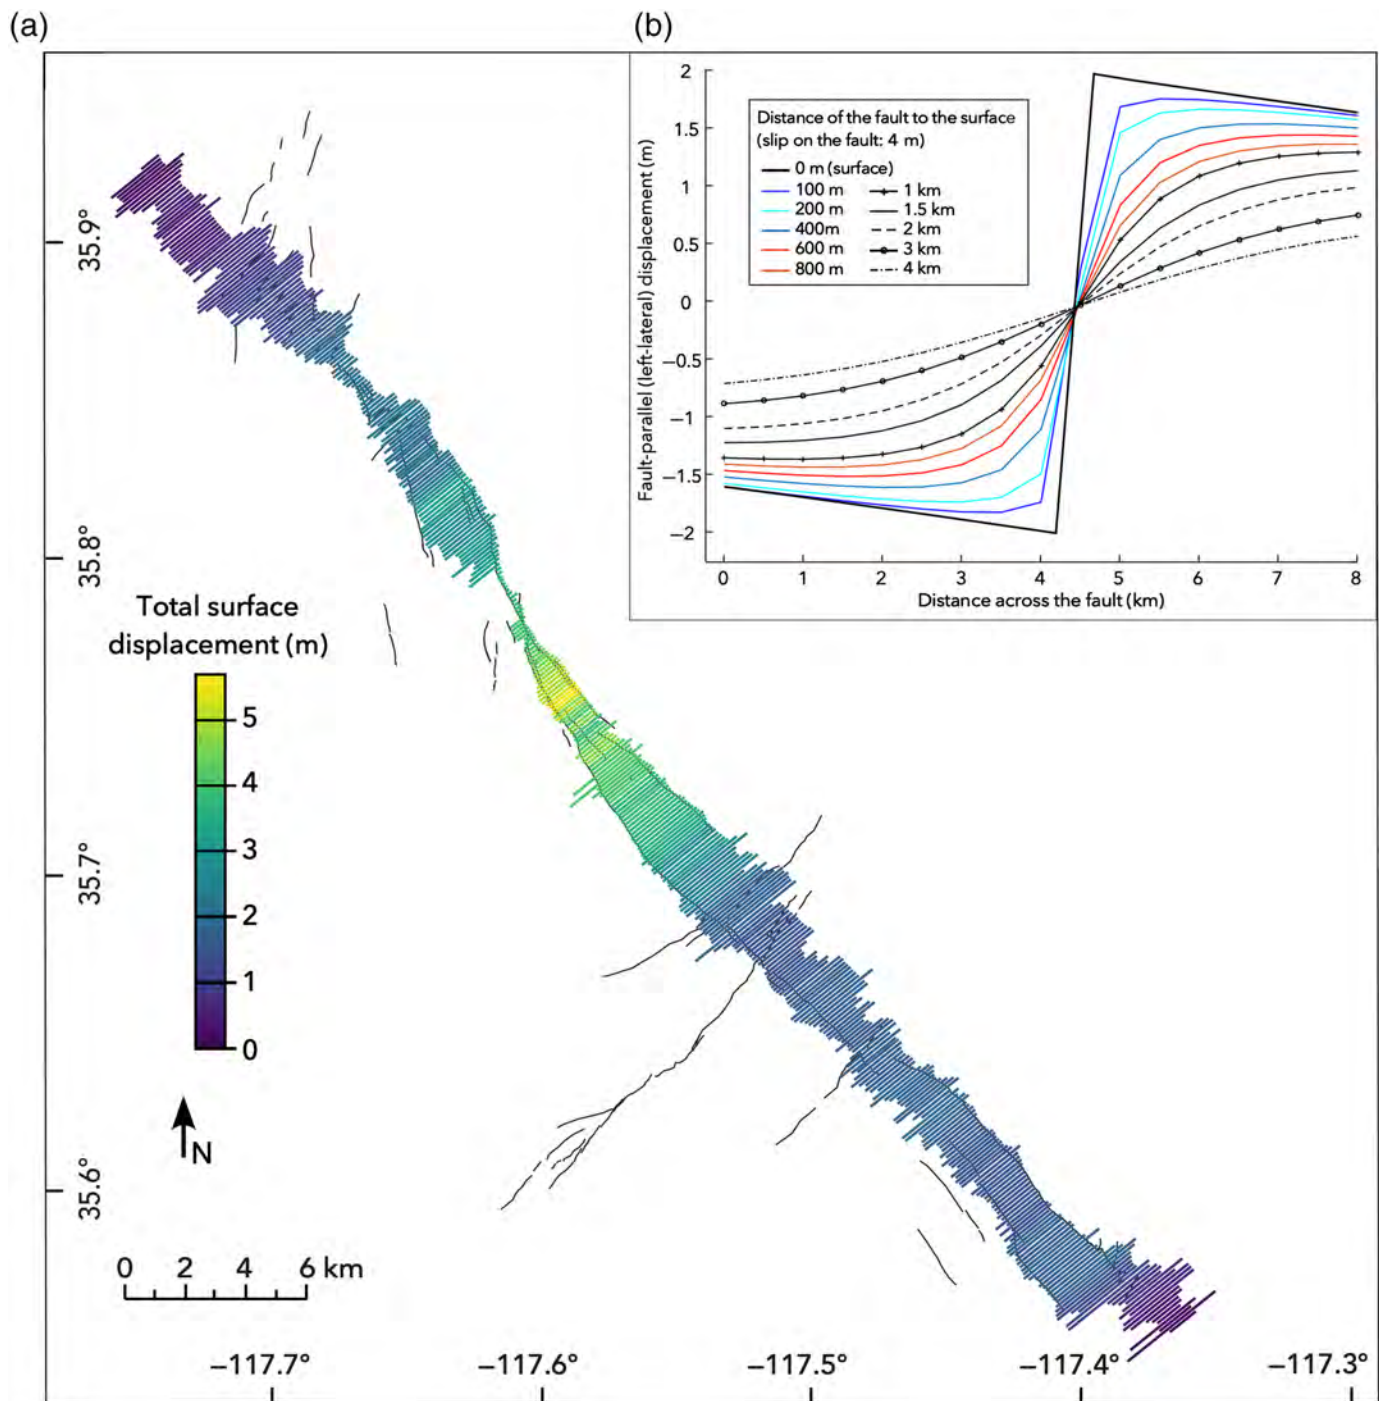 (a)
(b)
2
1.5
1
0.5
0
−0.5
−1
−1.5
−2
Fault-parallel (left-lateral) displacement (m)
Distance of the fault to the surface
(slip on the fault: 4 m)
0 m (surface)
100 m
1 km
200 m
1.5 km
400m
2 km
600 m
3 km
800 m
4 km
0 1 2 3 4 5 6 7 8
Distance across the fault (km)
35.9°
35.8°
35.7°
35.6°
Total surface
displacement (m)
5
4
3
2
1
0
N
0 2 4 6 km
−117.7° −117.6° −117.5° −117.4° −117.3°